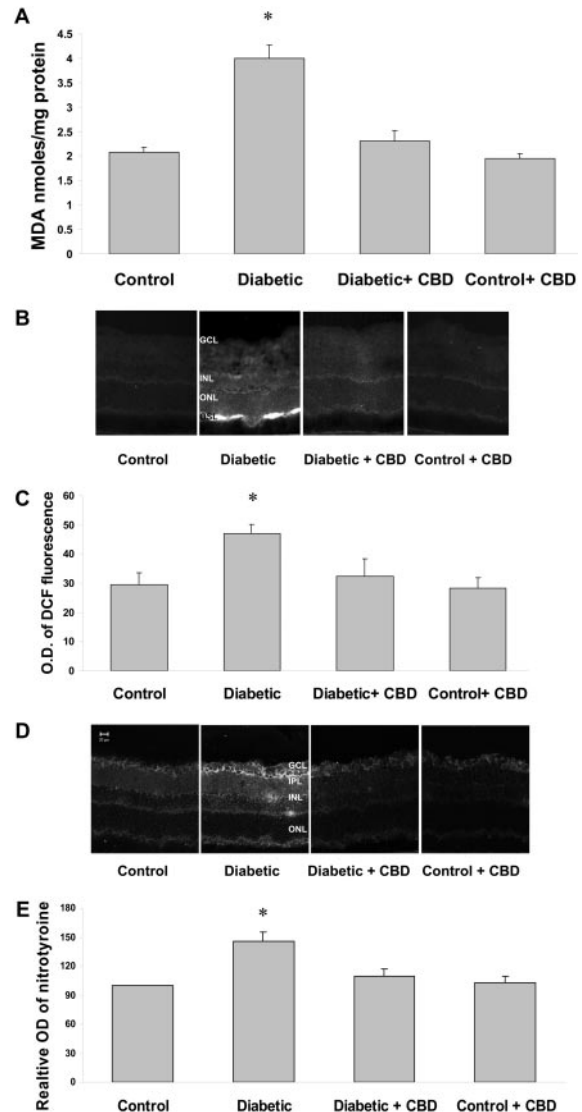 A
*
MDA nmoles/mg protein
4.5
4
3.5
3
2.5
2
1.5
1
0.5
0
Control Diabetic Diabetic+ CBD Control+ CBD
B
GCL
INL
ONL
Control Diabetic Diabetic + CBD Control + CBD
C
*
O.D. of DCF fluorescence
60
50
40
30
20
10
0
Control Diabetic Diabetic+ CBD Control+ CBD
D
GCL
IPL
INL
ONL
Control Diabetic Diabetic + CBD Control + CBD
E
*
Realtive OD of nitrotyroine
180
150
120
90
60
30
0
Control Diabetic Diabetic + CBD Control + CBD